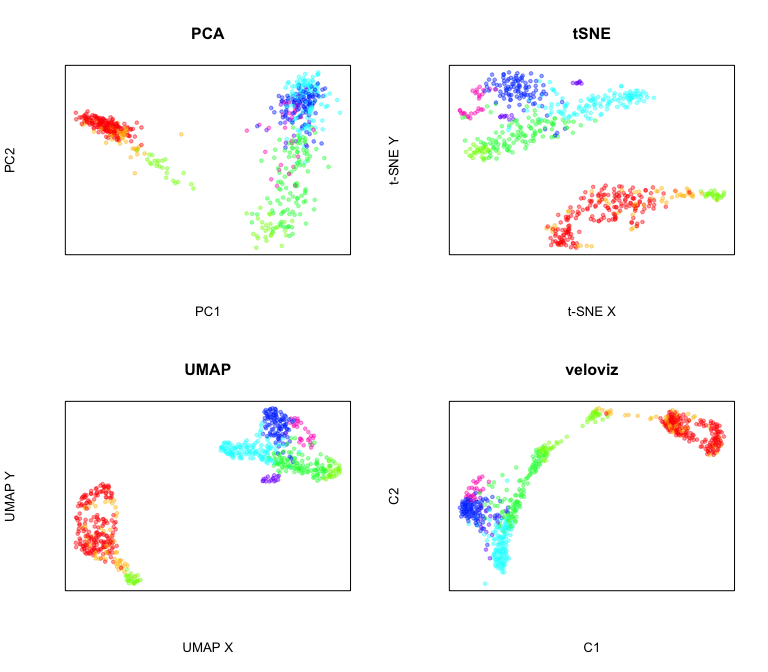 PCA
PC2
PC1
tSNE
t-SNE Y
t-SNE X
UMAP
UMAP Y
UMAP X
veloviz
C2
C1